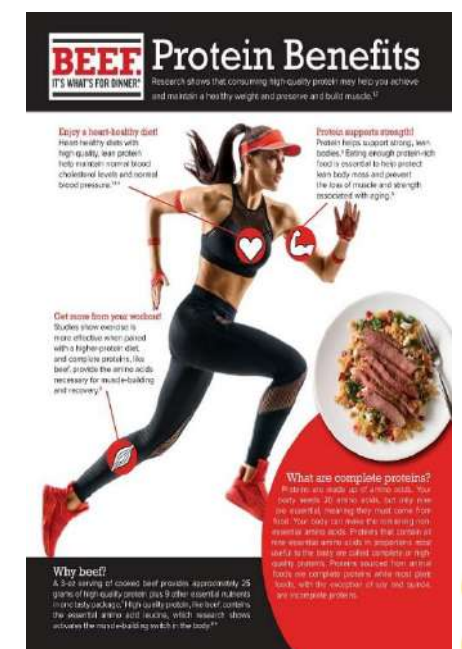 BEEF.
IT'S WHAT'S FOR DINNER®
Protein Benefits
Research shows that consuming high-quality protein may help you achieve
and maintain a healthy weight and preserve and build muscle.
Enjoy a heart-healthy diet!
Heart-healthy diets with
high-quality, lean protein
help maintain normal blood
cholesterol levels and normal
blood pressure.
Protein supports strength!
Protein helps support strong, lean
bodies. Eating enough protein-rich
food is essential to help protect
lean body mass and prevent
the loss of muscle and strength
associated with aging.
Get more from your workout!
Studies show exercise is
more effective when paired
with a higher-protein diet,
and complete proteins, like
beef, provide the amino acids
necessary for muscle-building
and recovery.
What are complete proteins?
Proteins are made up of amino acids. Your
body needs 20 amino acids, but only nine
are essential, meaning they must come from
food. Your body can make the remaining non-
essential amino acids. Proteins that contain all
nine essential amino acids in proportions most
useful to the body are called complete or high-
quality proteins. Proteins sourced from animal
foods are complete proteins while most plant
foods, with the exception of soy and quinoa,
are incomplete proteins.
Why beef?
A 3-oz serving of cooked beef provides approximately 25
grams of high-quality protein plus 9 other essential nutrients
in one tasty package. High quality protein, like beef, contains
the essential amino acid leucine, which research shows
activates the muscle-building switch in the body.